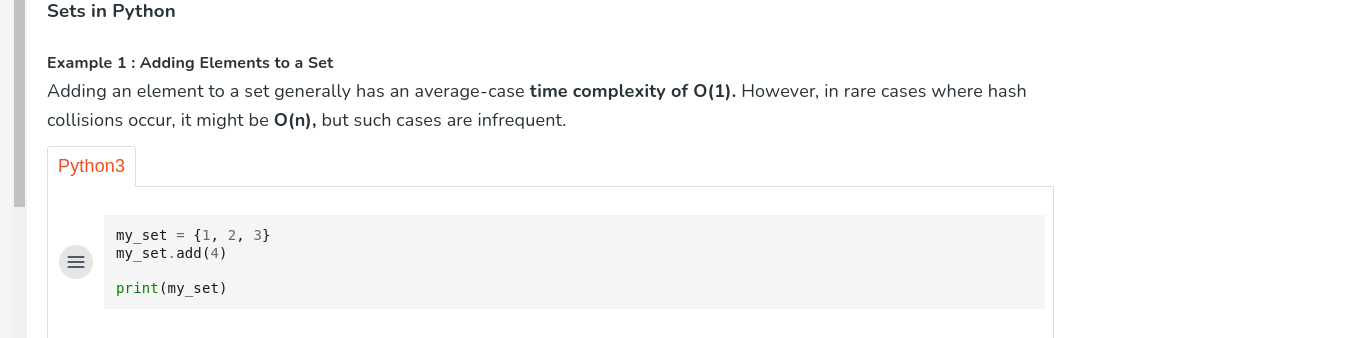 Sets in Python
Example 1 : Adding Elements to a Set
Adding an element to a set generally has an average-case time complexity of O(1). However, in rare cases where hash
collisions occur, it might be O(n), but such cases are infrequent.
Python3
my_set = {1, 2, 3}
my_set.add(4)
print(my_set)